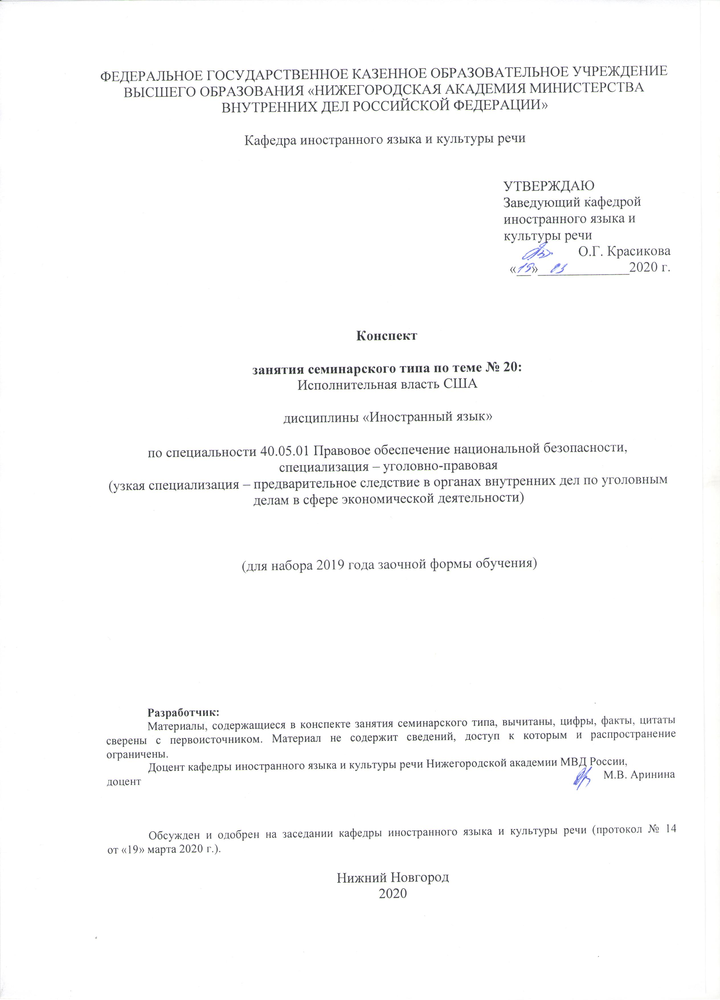 ФЕДЕРАЛЬНОЕ ГОСУДАРСТВЕННОЕ КАЗЕННОЕ ОБРАЗОВАТЕЛЬНОЕ УЧРЕЖДЕНИЕ
ВЫСШЕГО ОБРАЗОВАНИЯ «НИЖЕГОРОДСКАЯ АКАДЕМИЯ МИНИСТЕРСТВА
ВНУТРЕННИХ ДЕЛ РОССИЙСКОЙ ФЕДЕРАЦИИ»
Кафедра иностранного языка и культуры речи
УТВЕРЖДАЮ
Заведующий кафедрой
иностранного языка и
культуры речи
О.Г. Красикова
«19» 03 2020 г.
Конспект
занятия семинарского типа по теме № 20:
Исполнительная власть США
дисциплины «Иностранный язык»
по специальности 40.05.01 Правовое обеспечение национальной безопасности,
специализация – уголовно-правовая
(узкая специализация – предварительное следствие в органах внутренних дел по уголовным
делам в сфере экономической деятельности)
(для набора 2019 года заочной формы обучения)
Разработчик:
Материалы, содержащиеся в конспекте занятия семинарского типа, вычитаны, цифры, факты, цитаты
сверены с первоисточником. Материал не содержит сведений, доступ к которым и распространение
ограничены.
Доцент кафедры иностранного языка и культуры речи Нижегородской академии МВД России,
доцент М.В. Аринина
Обсужден и одобрен на заседании кафедры иностранного языка и культуры речи (протокол № 14
от «19» марта 2020 г.).
Нижний Новгород
2020